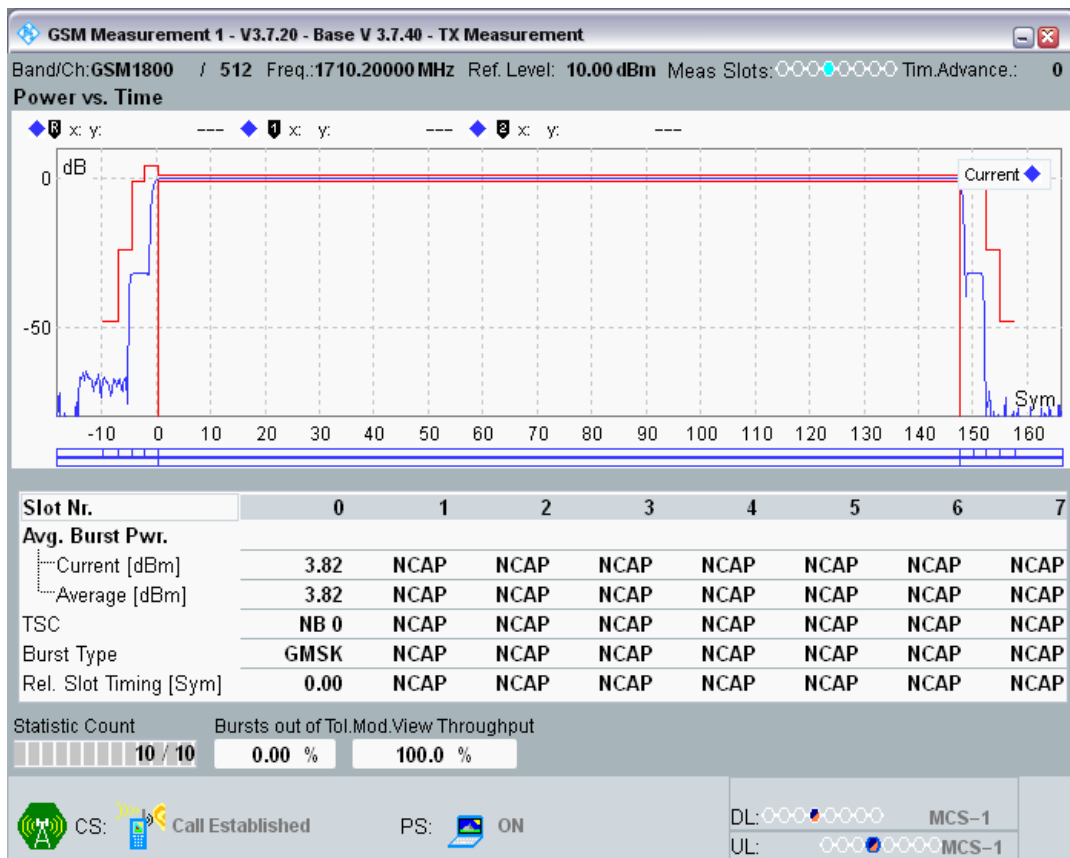 GSM Measurement 1 - V3.7.20 - Base V 3.7.40 - TX Measurement
Band/Ch:GSM1800 / 512 Freq.:1710.20000 MHz Ref. Level: 10.00 dBm Meas Slots: Tim.Advance.: 0
Power vs. Time
R x: y: --- 1 x: y: --- 2 x: y: ---
dB
Current
0
-50
Sym
-10 0 10 20 30 40 50 60 70 80 90 100 110 120 130 140 150 160
Slot Nr. 0 1 2 3 4 5 6 7
Avg. Burst Pwr.
Current [dBm] 3.82 NCAP NCAP NCAP NCAP NCAP NCAP NCAP
Average [dBm] 3.82 NCAP NCAP NCAP NCAP NCAP NCAP NCAP
TSC NB 0 NCAP NCAP NCAP NCAP NCAP NCAP NCAP
Burst Type GMSK NCAP NCAP NCAP NCAP NCAP NCAP NCAP
Rel. Slot Timing [Sym] 0.00 NCAP NCAP NCAP NCAP NCAP NCAP NCAP
Statistic Count Bursts out of Tol.Mod.View Throughput
10 / 10 0.00 % 100.0 %
CS: Call Established PS: ON DL: MCS-1
UL: MCS-1